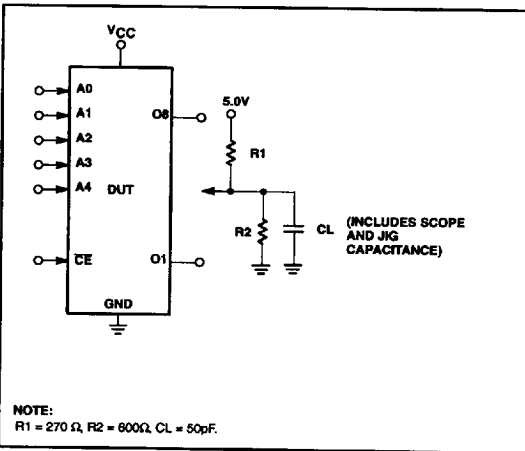 VCC
A0
A1
A2
A3
A4
DUT
O8
O1
CE
GND
5.0V
R1
R2
CL
(INCLUDES SCOPE
AND JIG
CAPACITANCE)
NOTE:
R1 = 270 Ω, R2 = 600Ω, CL = 50pF.